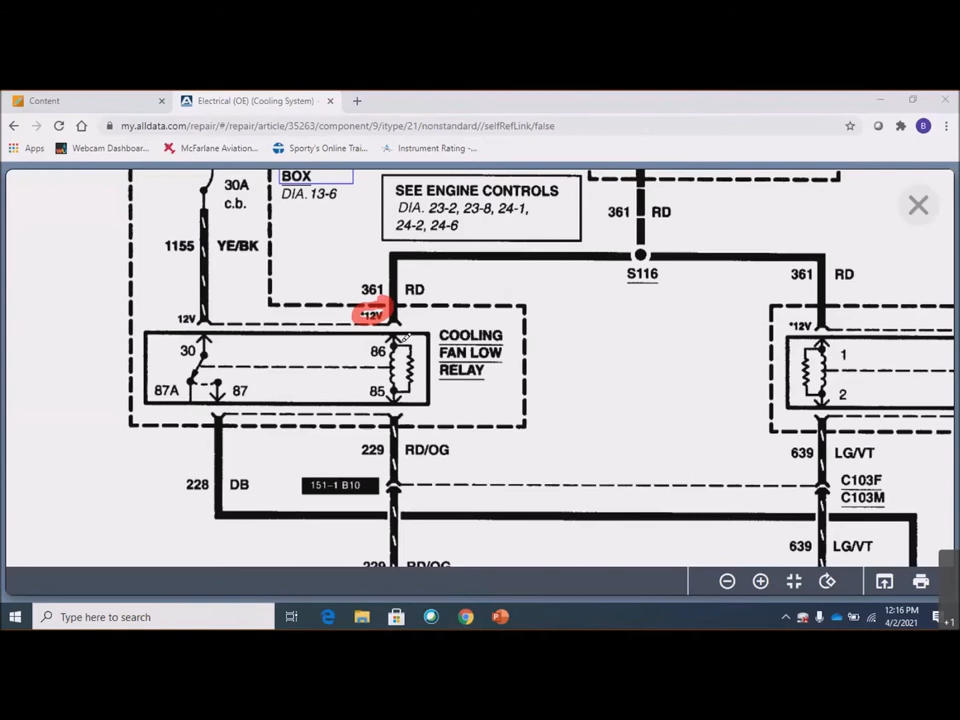 Content
Electrical (OE) (Cooling System) -
my.alldata.com/repair/#/repair/article/35263/component/9/itype/21/nonstandard//selfRefLink/false
B
Apps
Webcam Dashboar...
McFarlane Aviation...
Sporty's Online Trai...
Instrument Rating -...
30A
c.b.
BOX
DIA. 13-6
SEE ENGINE CONTROLS
DIA. 23-2, 23-8, 24-1,
24-2, 24-6
361 RD
1155 YE/BK
S116
361 RD
361 RD
12V
*12V
*12V
COOLING
FAN LOW
RELAY
30
86
87A
87
85
1
2
229 RD/OG
639 LG/VT
228 DB
151-1 B10
C103F
C103M
639 LG/VT
229 RD/OG
Type here to search
12:16 PM
4/2/2021
+1